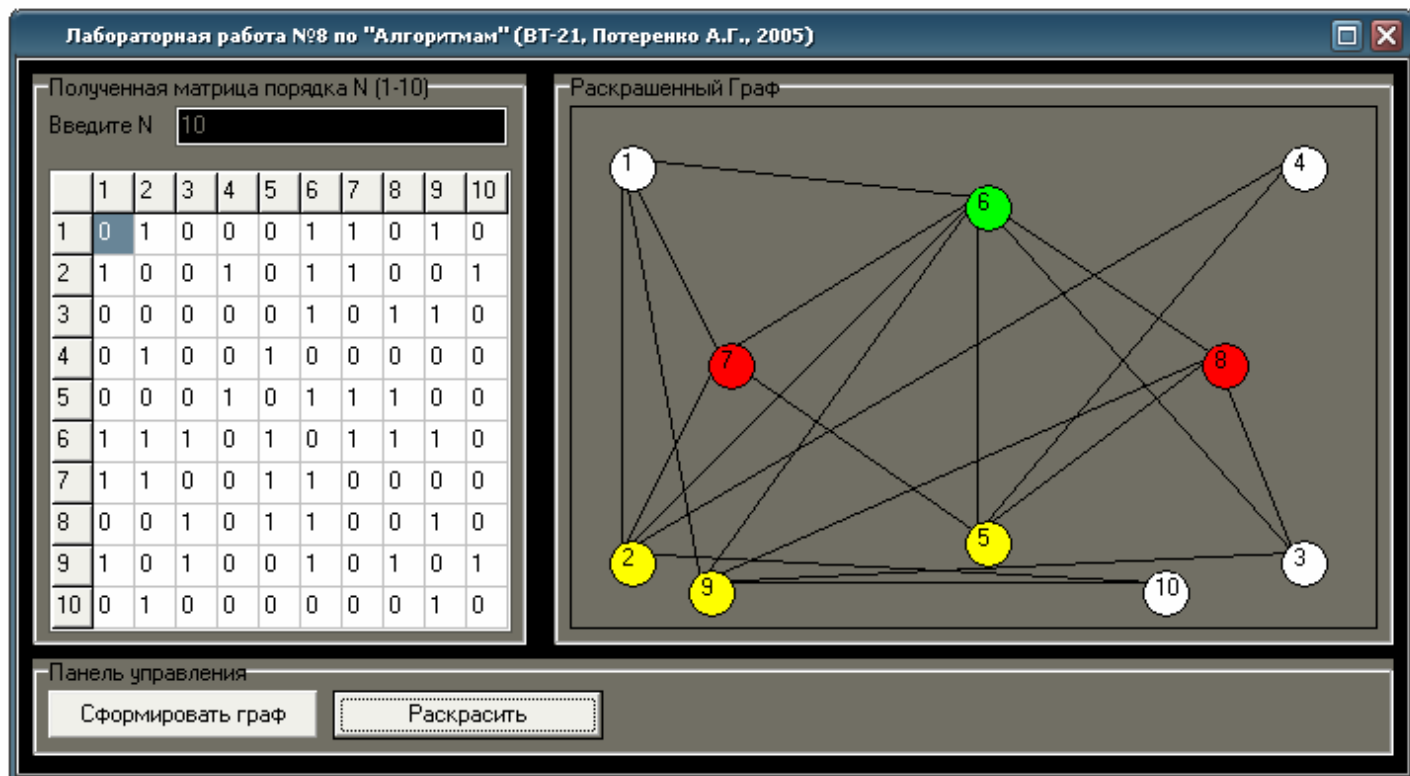 Лабораторная работа №8 по "Алгоритмам" (ВТ-21, Потеренко А.Г., 2005)
Полученная матрица порядка N (1-10)
Введите N 10
1 2 3 4 5 6 7 8 9 10
1 0 1 0 0 0 1 1 0 1 0
2 1 0 0 1 0 1 1 0 0 1
3 0 0 0 0 0 1 0 1 1 0
4 0 1 0 0 1 0 0 0 0 0
5 0 0 0 1 0 1 1 1 0 0
6 1 1 1 0 1 0 1 1 1 0
7 1 1 0 0 1 1 0 0 0 0
8 0 0 1 0 1 1 0 0 1 0
9 1 0 1 0 0 1 0 1 0 1
10 0 1 0 0 0 0 0 0 1 0
Раскрашенный Граф
1
4
6
7
8
5
2
3
9
10
Панель управления
Сформировать граф
Раскрасить